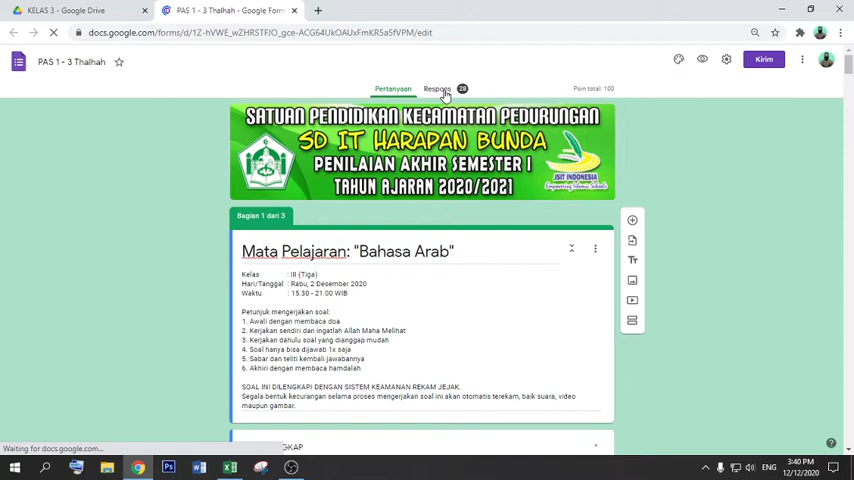 KELAS 3 - Google Drive
PAS 1 - 3 Thalhah - Google Form
docs.google.com/forms/d/1Z-hVWE_wZHRSTFJO_gce-ACG64UkOAUxFmKR5a5fVPM/edit
PAS 1 - 3 Thalhah
Kirim
Pertanyaan
Respons
28
Poin total: 100
SATUAN PENDIDIKAN KECAMATAN PEDURUNGAN
SD IT HARAPAN BUNDA
PENILAIAN AKHIR SEMESTER I
TAHUN AJARAN 2020/2021
JSIT INDONESIA
Empowering Islamic Schools
Bagian 1 dari 3
Mata Pelajaran: "Bahasa Arab"
Kelas : III (Tiga)
Hari/Tanggal : Rabu, 2 Desember 2020
Waktu : 15.30 - 21.00 WIB
Petunjuk mengerjakan soal:
1. Awali dengan membaca doa
2. Kerjakan sendiri dan ingatlah Allah Maha Melihat
3. Kerjakan dahulu soal yang dianggap mudah
4. Soal hanya bisa dijawab 1x saja
5. Sabar dan teliti kembali jawabannya
6. Akhiri dengan membaca hamdalah
SOAL INI DILENGKAPI DENGAN SISTEM KEAMANAN REKAM JEJAK.
Segala bentuk kecurangan selama proses mengerjakan soal ini akan otomatis terekam, baik suara, video
maupun gambar.
Waiting for docs.google.com...
ENG
3:40 PM
12/12/2020